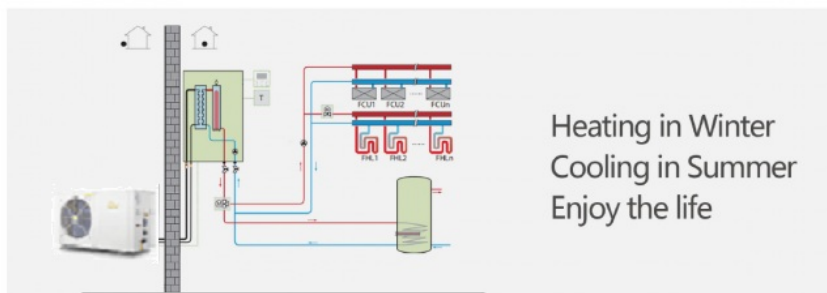 T
FCU1
FCU2
FCUn
FHL1
FHL2
FHLn
Heating in Winter
Cooling in Summer
Enjoy the life